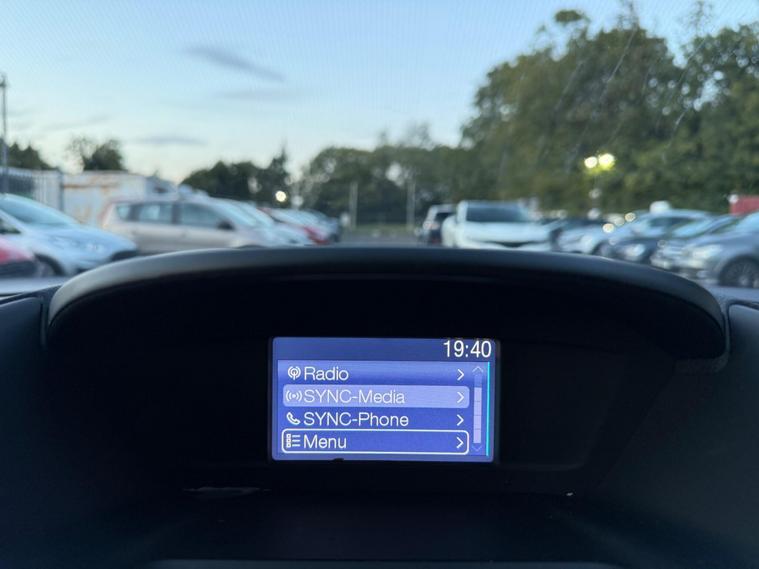 19:40
Radio
SYNC-Media
SYNC-Phone
Menu